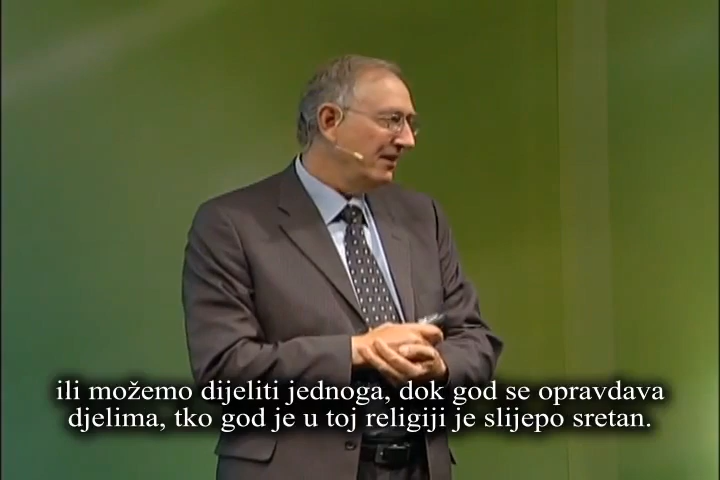 ili možemo dijeliti jednoga, dok god se opravdava
djelima, tko god je u toj religiji je slijepo sretan.